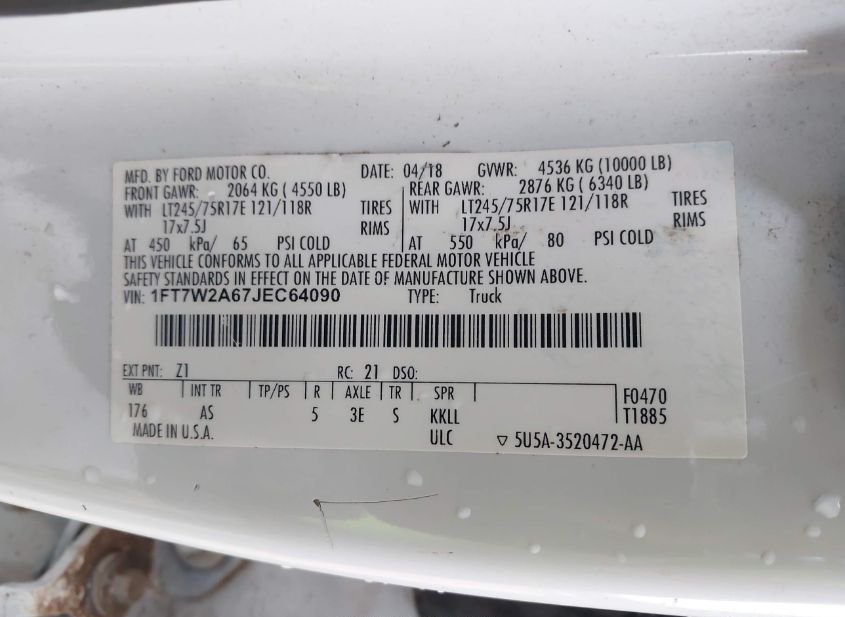 MFD. BY FORD MOTOR CO. DATE: 04/18 GVWR: 4536 KG (10000 LB)
FRONT GAWR: 2064 KG ( 4550 LB) REAR GAWR: 2876 KG ( 6340 LB)
WITH LT245/75R17E 121/118R TIRES WITH LT245/75R17E 121/118R TIRES
17x7.5J RIMS 17x7.5J RIMS
AT 450 kPa/ 65 PSI COLD AT 550 kPa/ 80 PSI COLD
THIS VEHICLE CONFORMS TO ALL APPLICABLE FEDERAL MOTOR VEHICLE
SAFETY STANDARDS IN EFFECT ON THE DATE OF MANUFACTURE SHOWN ABOVE.
VIN: 1FT7W2A67JEC64090 TYPE: Truck
EXT PNT: Z1 RC: 21 DSO:
WB INT TR TP/PS R AXLE TR SPR F0470
176 AS 5 3E S KKLL T1885
MADE IN U.S.A. ULC ▽ 5U5A-3520472-AA